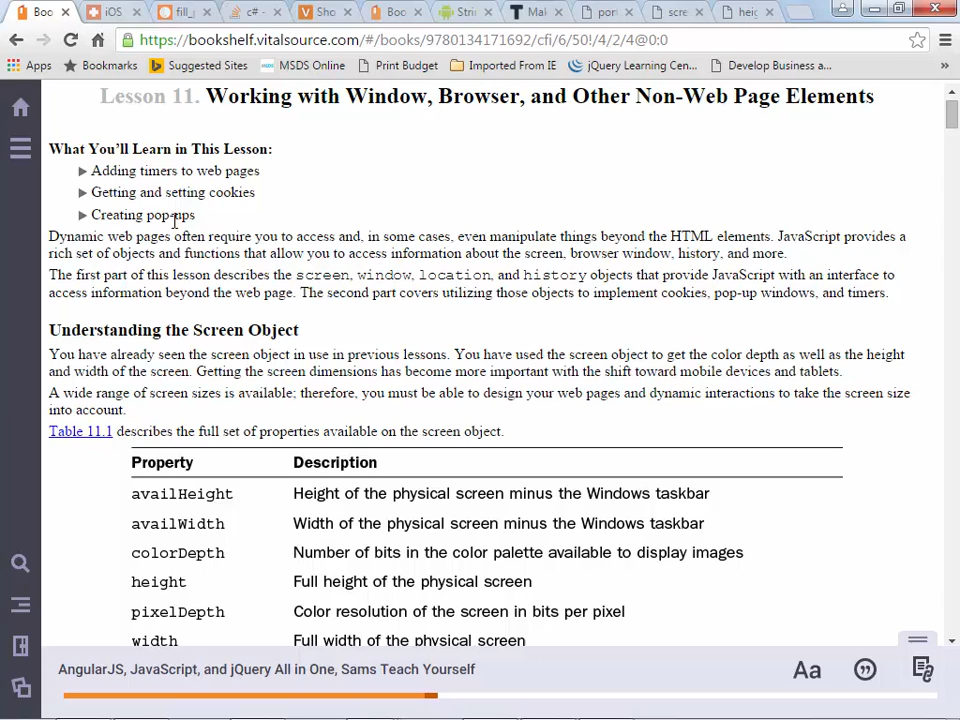 Boo
iOS
fill_
c# -
Sho
Boo
Strin
Mak
pori
scre
heig
https://bookshelf.vitalsource.com/#/books/9780134171692/cfi/6/50!/4/2/4@0:0
Apps
Bookmarks
Suggested Sites
MSDS Online
Print Budget
Imported From IE
jQuery Learning Cen...
Develop Business a...
»
Lesson 11. Working with Window, Browser, and Other Non-Web Page Elements
What You’ll Learn in This Lesson:
Adding timers to web pages
Getting and setting cookies
Creating pop-ups
Dynamic web pages often require you to access and, in some cases, even manipulate things beyond the HTML elements. JavaScript provides a
rich set of objects and functions that allow you to access information about the screen, browser window, history, and more.
The first part of this lesson describes the screen, window, location, and history objects that provide JavaScript with an interface to
access information beyond the web page. The second part covers utilizing those objects to implement cookies, pop-up windows, and timers.
Understanding the Screen Object
You have already seen the screen object in use in previous lessons. You have used the screen object to get the color depth as well as the height
and width of the screen. Getting the screen dimensions has become more important with the shift toward mobile devices and tablets.
A wide range of screen sizes is available; therefore, you must be able to design your web pages and dynamic interactions to take the screen size
into account.
Table 11.1 describes the full set of properties available on the screen object.
Property Description
availHeight Height of the physical screen minus the Windows taskbar
availWidth Width of the physical screen minus the Windows taskbar
colorDepth Number of bits in the color palette available to display images
height Full height of the physical screen
pixelDepth Color resolution of the screen in bits per pixel
width Full width of the physical screen
AngularJS, JavaScript, and jQuery All in One, Sams Teach Yourself
Aa